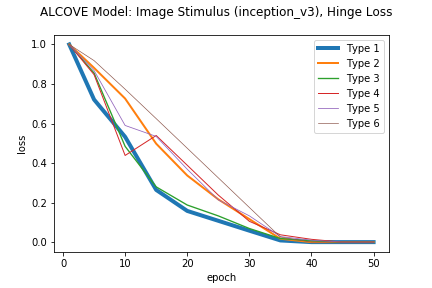 ALCOVE Model: Image Stimulus (inception_v3), Hinge Loss
1.0
0.8
0.6
0.4
0.2
0.0
loss
0
10
20
30
40
50
epoch
Type 1
Type 2
Type 3
Type 4
Type 5
Type 6